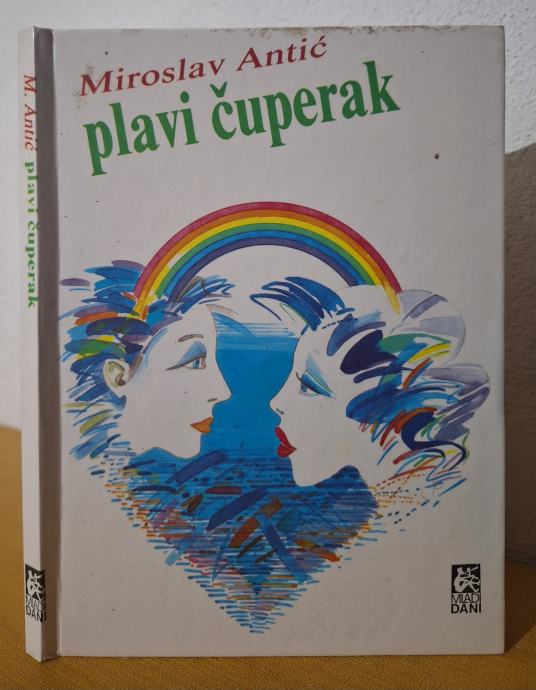 Miroslav Antić
plavi čuperak
M. Antić plavi čuperak
MLADI
DANI
MLADI
DANI